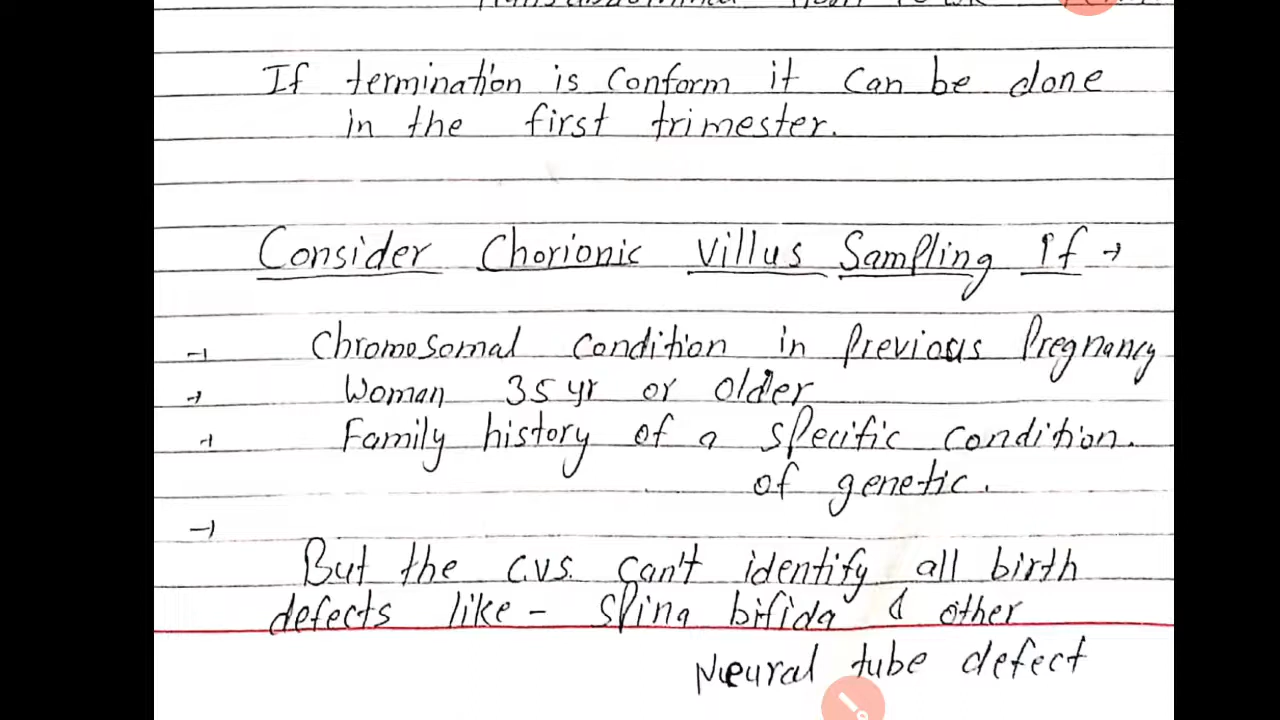 If termination is conform it can be done
in the first trimester.
Consider Chorionic Villus Sampling If →
→ Chromosomal condition in Previous Pregnancy
→ Woman 35 yr or older
→ Family history of a specific condition.
of genetic.
→
But the C.V.S. can't identify all birth
defects like - Spina bifida & other
Neural tube defect